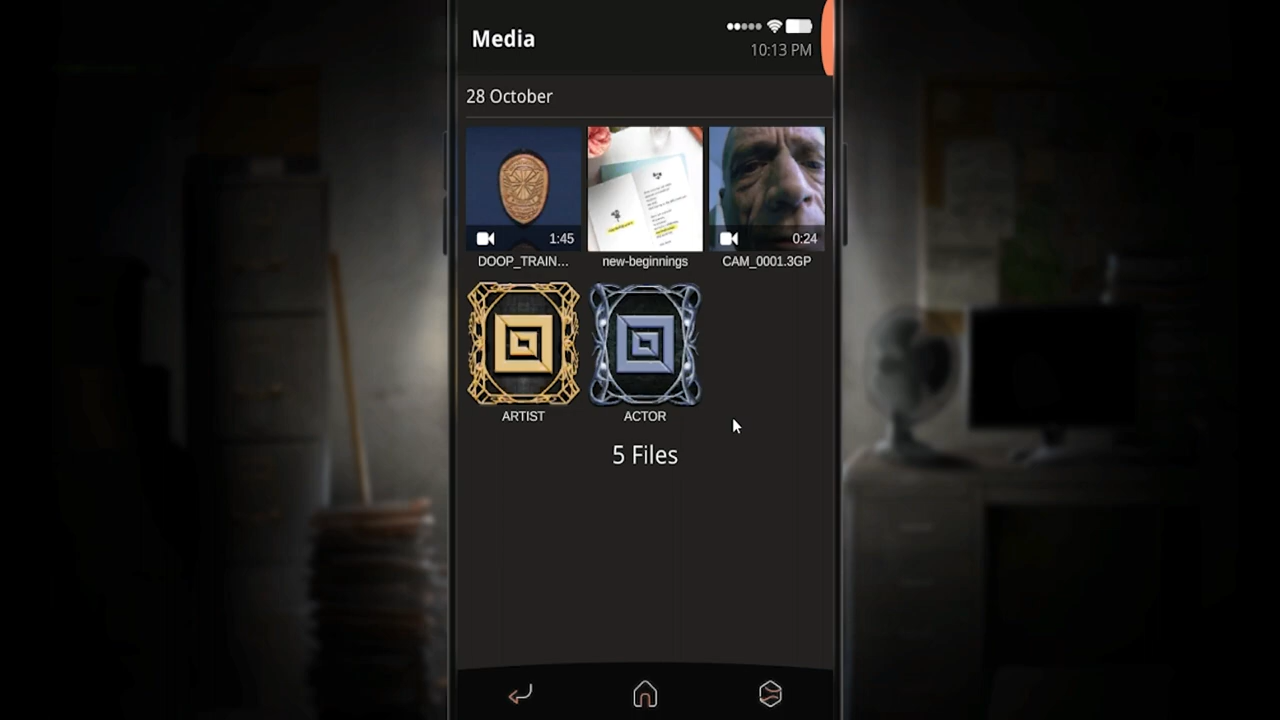 Media
10:13 PM
28 October
1:45
0:24
DOOP_TRAIN...
new-beginnings
CAM_0001.3GP
ARTIST
ACTOR
5 Files